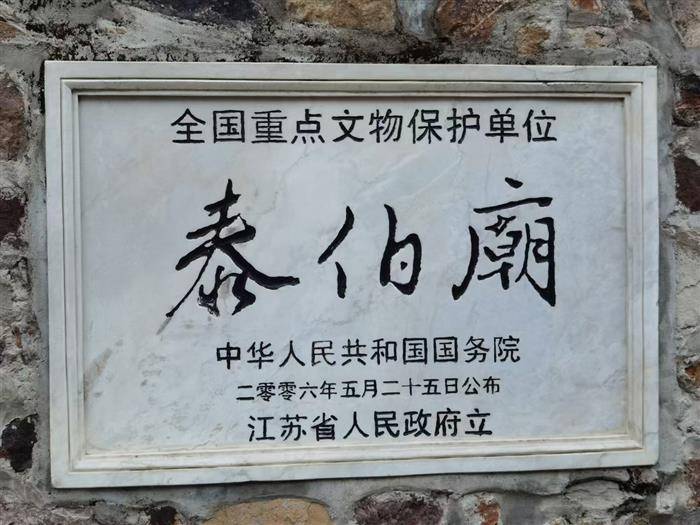 全国重点文物保护单位
泰伯廟
中华人民共和国国务院
二零零六年五月二十五日公布
江苏省人民政府立